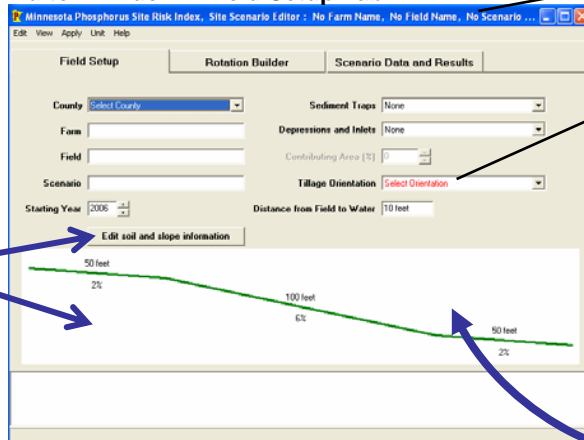 Minnesota Phosphorus Site Risk Index, Site Scenario Editor : No Farm Name, No Field Name, No Scenario ...
Edit View Apply Unit Help
Field Setup Rotation Builder Scenario Data and Results
County Select County Sediment Traps None
Farm Depressions and Inlets None
Field Contributing Area [%] 0
Scenario Tillage Orientation Select Orientation
Starting Year 2006 Distance from Field to Water 10 feet
Edit soil and slope information
50 feet
2%
100 feet
6%
50 feet
2%